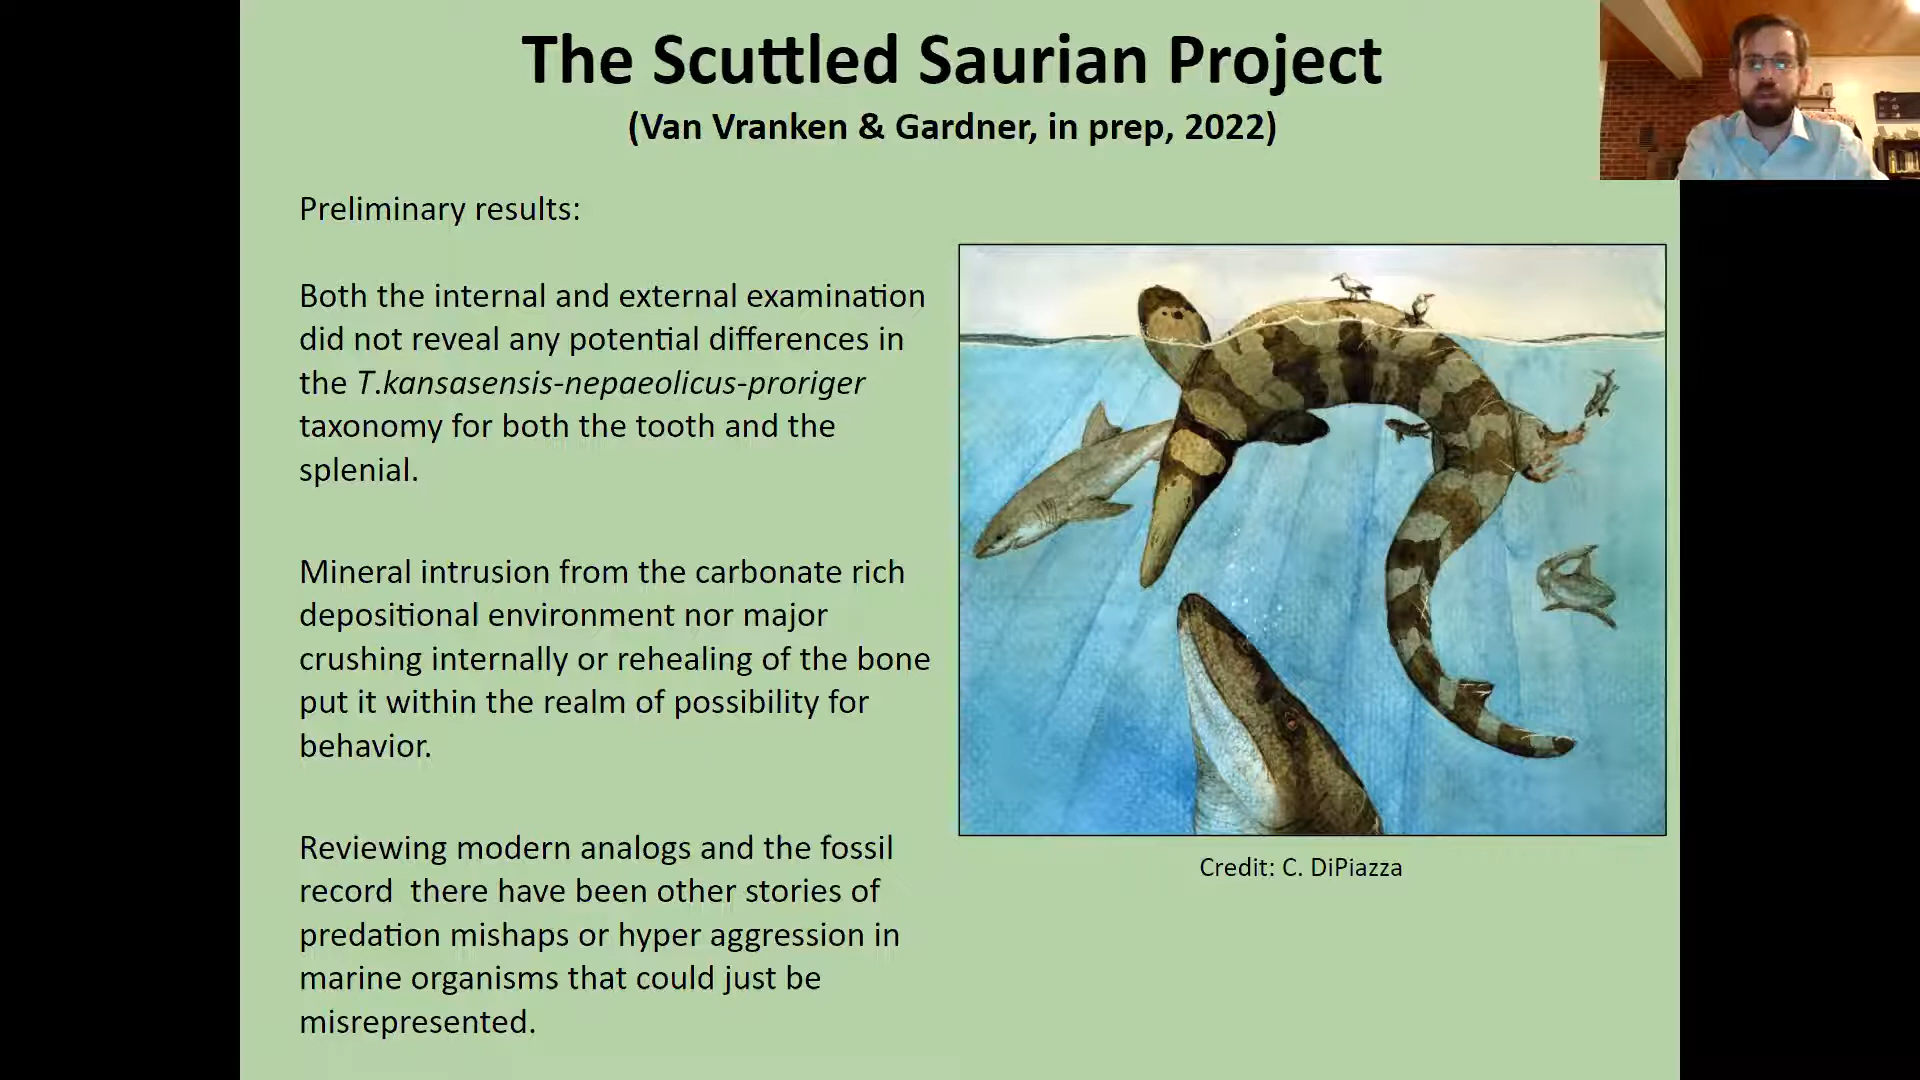 The Scuttled Saurian Project
(Van Vranken & Gardner, in prep, 2022)
Preliminary results:
Both the internal and external examination
did not reveal any potential differences in
the T.kansasensis-nepaeolicus-proriger
taxonomy for both the tooth and the
splenial.
Mineral intrusion from the carbonate rich
depositional environment nor major
crushing internally or rehealing of the bone
put it within the realm of possibility for
behavior.
Reviewing modern analogs and the fossil
record  there have been other stories of
predation mishaps or hyper aggression in
marine organisms that could just be
misrepresented.
Credit: C. DiPiazza